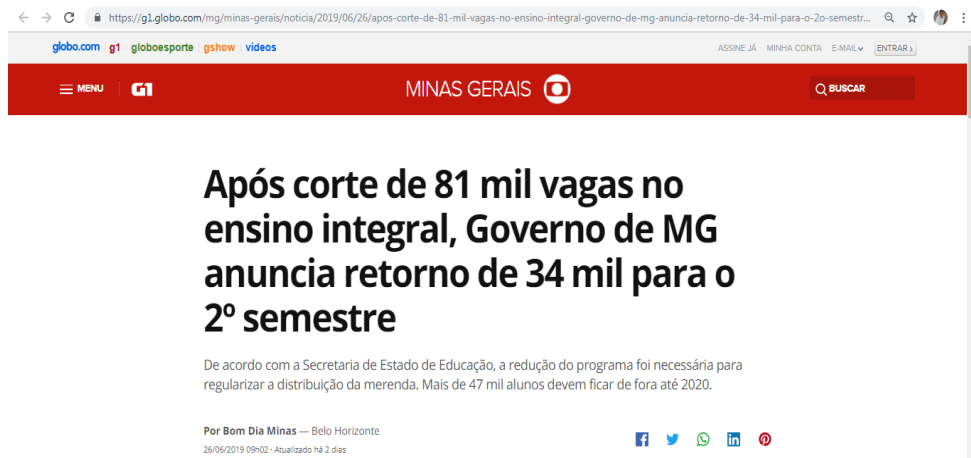 https://g1.globo.com/mg/minas-gerais/noticia/2019/06/26/apos-corte-de-81-mil-vagas-no-ensino-integral-governo-de-mg-anuncia-retorno-de-34-mil-para-o-2o-semestr...
globo.com g1 globoesporte gshow videos ASSINE JÁ MINHA CONTA E-MAIL ENTRAR ›
MENU G1 MINAS GERAIS BUSCAR
Após corte de 81 mil vagas no
ensino integral, Governo de MG
anuncia retorno de 34 mil para o
2º semestre
De acordo com a Secretaria de Estado de Educação, a redução do programa foi necessária para
regularizar a distribuição da merenda. Mais de 47 mil alunos devem ficar de fora até 2020.
Por Bom Dia Minas — Belo Horizonte
26/06/2019 09h02 · Atualizado há 2 dias